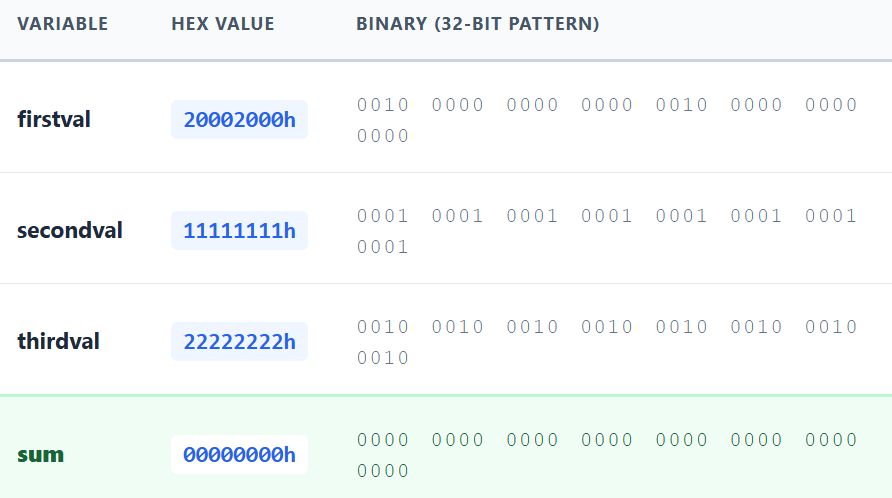 VARIABLE HEX VALUE BINARY (32-BIT PATTERN)
firstval 20002000h 0010 0000 0000 0000 0010 0000 0000
0000
secondval 11111111h 0001 0001 0001 0001 0001 0001 0001
0001
thirdval 22222222h 0010 0010 0010 0010 0010 0010 0010
0010
sum 00000000h 0000 0000 0000 0000 0000 0000 0000
0000